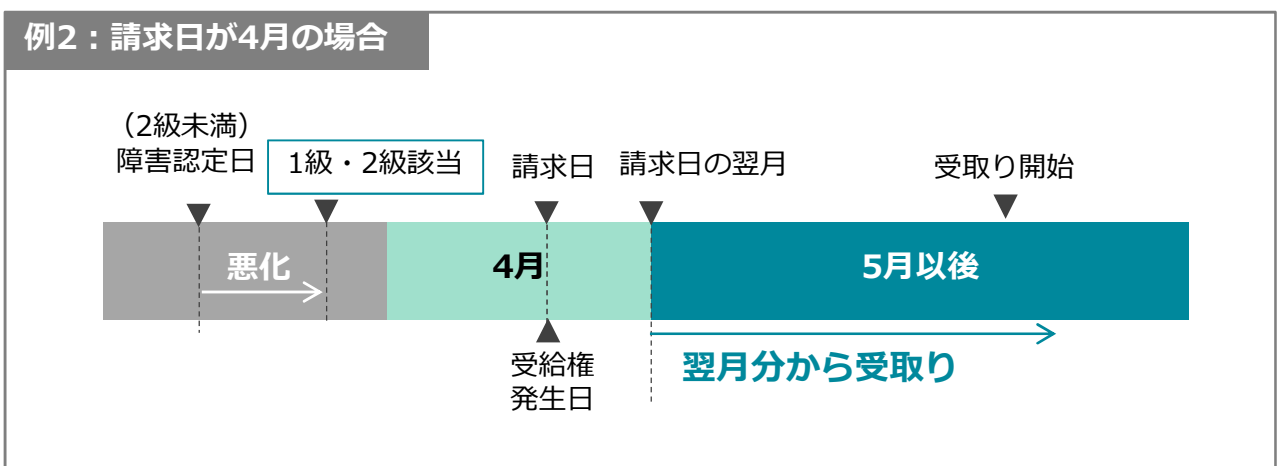 例2：請求日が4月の場合
（2級未満）
障害認定日
1級・2級該当
請求日
請求日の翌月
受取り開始
悪化
4月
5月以後
受給権
発生日
翌月分から受取り